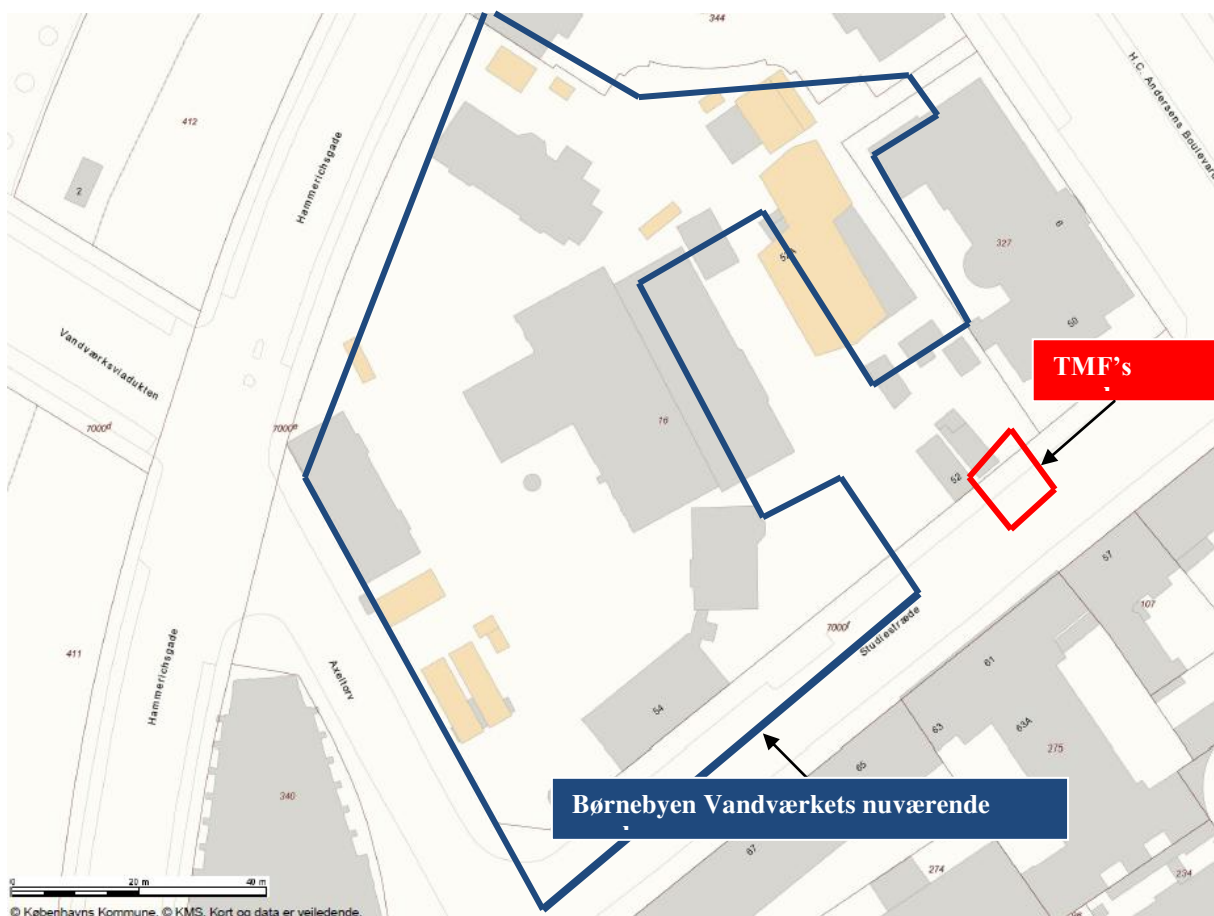 344
H.C. Andersens Boulevard
412
Hammerichsgade
2
327
6
52A
50
Vandværksviadukten
TMF's
7000d
7000e
16
52
57
107
7000f
Studiestræde
61
411
Hammerichsgade
Axeltorv
54
63
63A
275
65
340
Børnebyen Vandværkets nuværende
67
274
234
0 20 m 40 m
© Københavns Kommune, © KMS, Kort og data er vejledende.